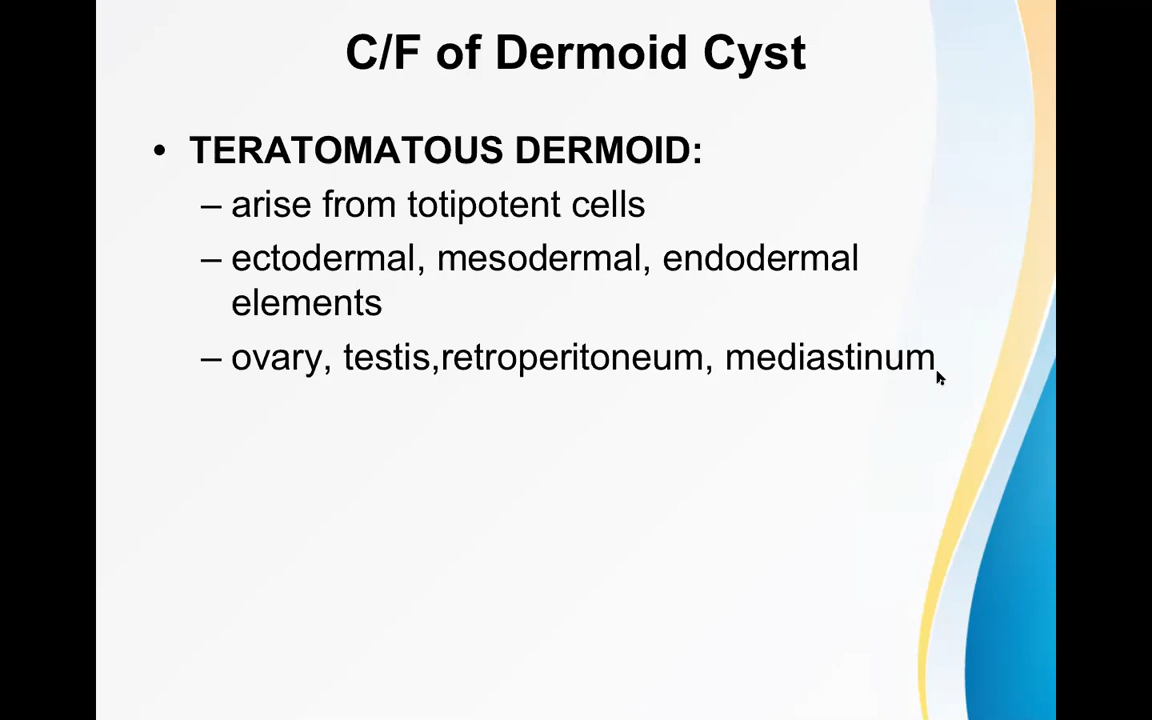 C/F of Dermoid Cyst
• TERATOMATOUS DERMOID:
– arise from totipotent cells
– ectodermal, mesodermal, endodermal
elements
– ovary, testis,retroperitoneum, mediastinum